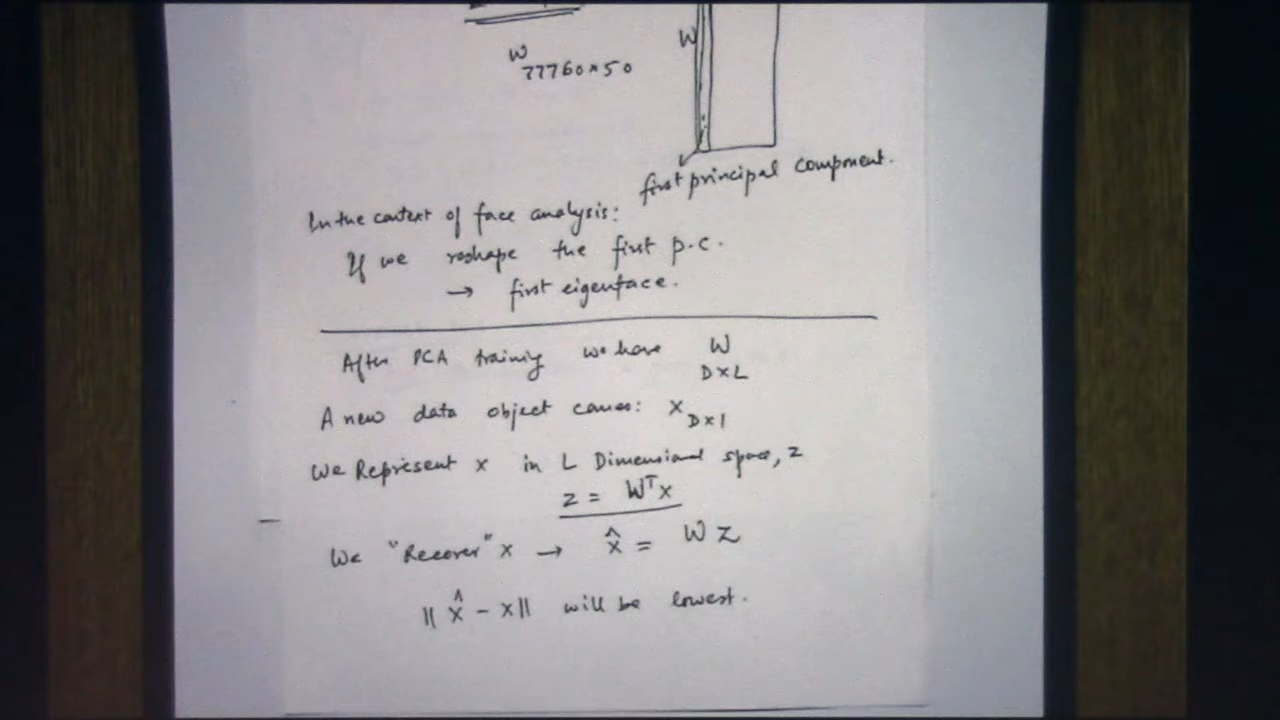 W
77760×50
W
first principal component.
In the context of face analysis:
If we reshape the first p.c.
→ first eigenface.
After PCA training we have W
D×L
A new data object comes: x
D×1
We Represent x in L Dimensional space, z
z = Wᵀx
We "Recover" x → x̂ = W z
|| x̂ - x || will be lowest.